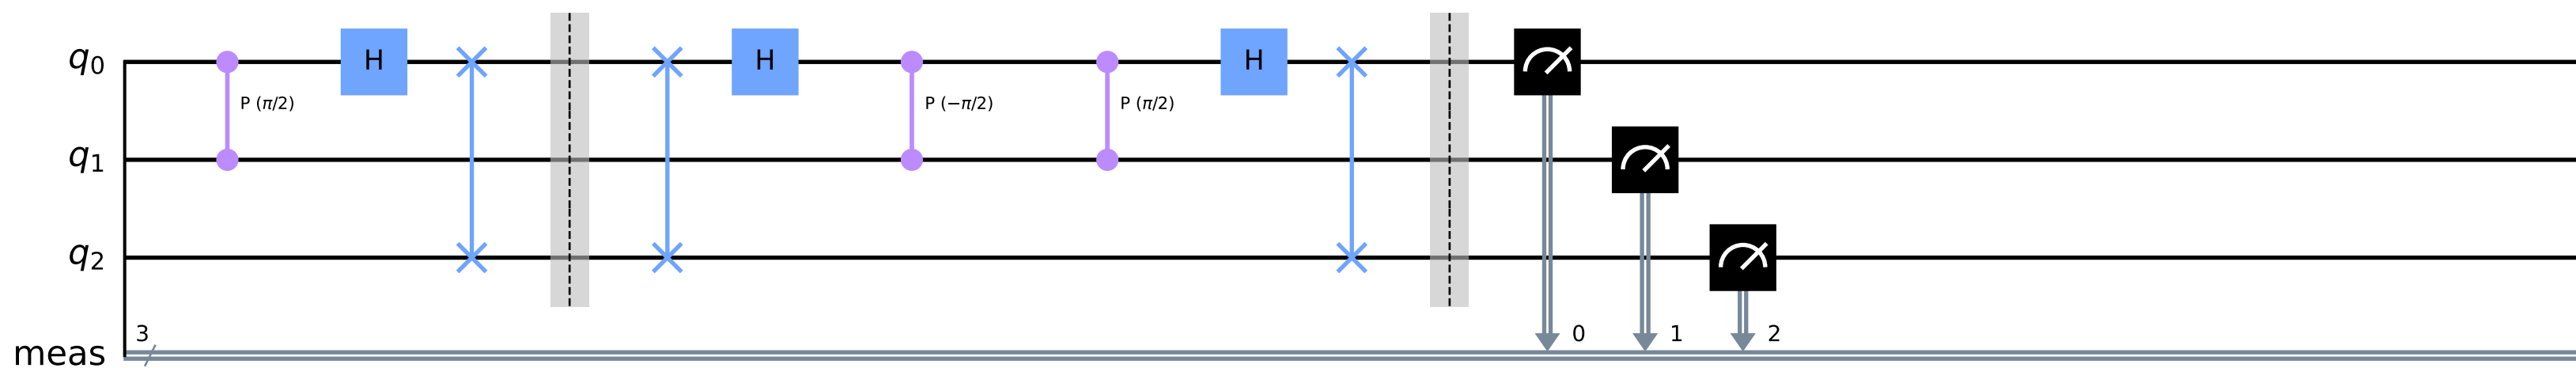 q0 H H H
P (π/2) P (−π/2) P (π/2)
q1
q2
3 0 1 2
meas